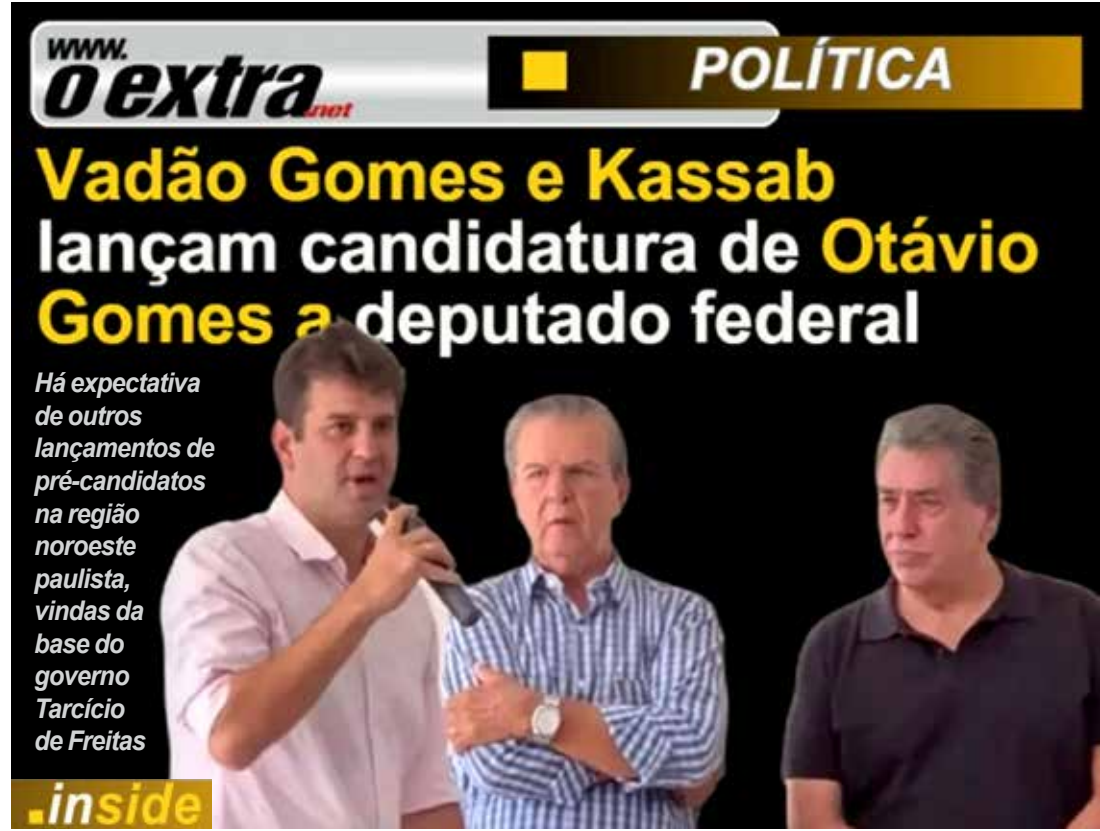 www.
o extra.net
POLÍTICA
Vadão Gomes e Kassab
lançam candidatura de Otávio
Gomes a deputado federal
Há expectativa
de outros
lançamentos de
pré-candidatos
na região
noroeste
paulista,
vindas da
base do
governo
Tarcício
de Freitas
.inside